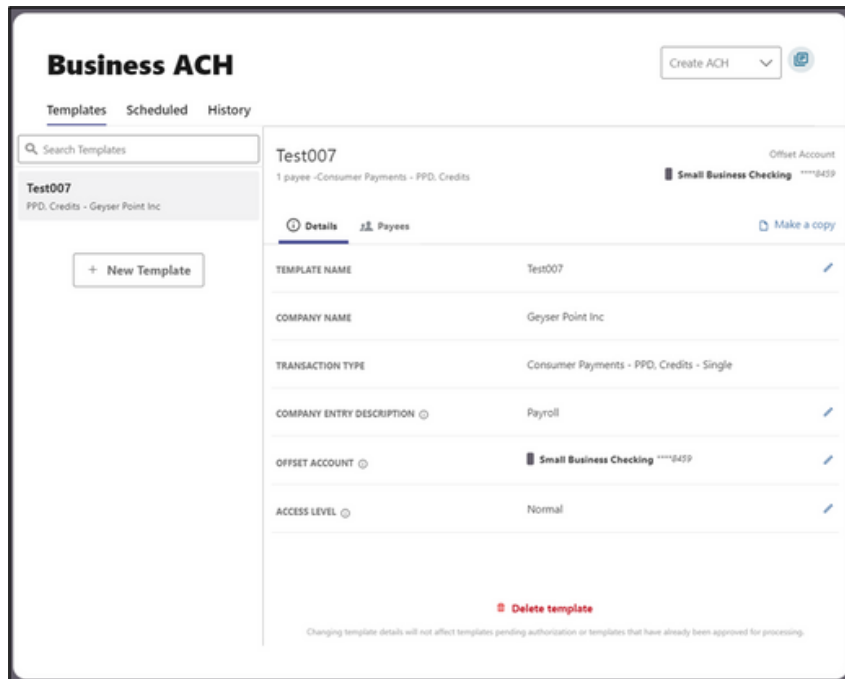 Business ACH
Create ACH
Templates Scheduled History
Search Templates
Test007
PPD, Credits - Geyser Point Inc
+ New Template
Test007
1 payee -Consumer Payments - PPD, Credits
Offset Account
Small Business Checking ****8459
Details Payees
Make a copy
TEMPLATE NAME Test007
COMPANY NAME Geyser Point Inc
TRANSACTION TYPE Consumer Payments - PPD, Credits - Single
COMPANY ENTRY DESCRIPTION Payroll
OFFSET ACCOUNT Small Business Checking ****8459
ACCESS LEVEL Normal
Delete template
Changing template details will not affect templates pending authorization or templates that have already been approved for processing.